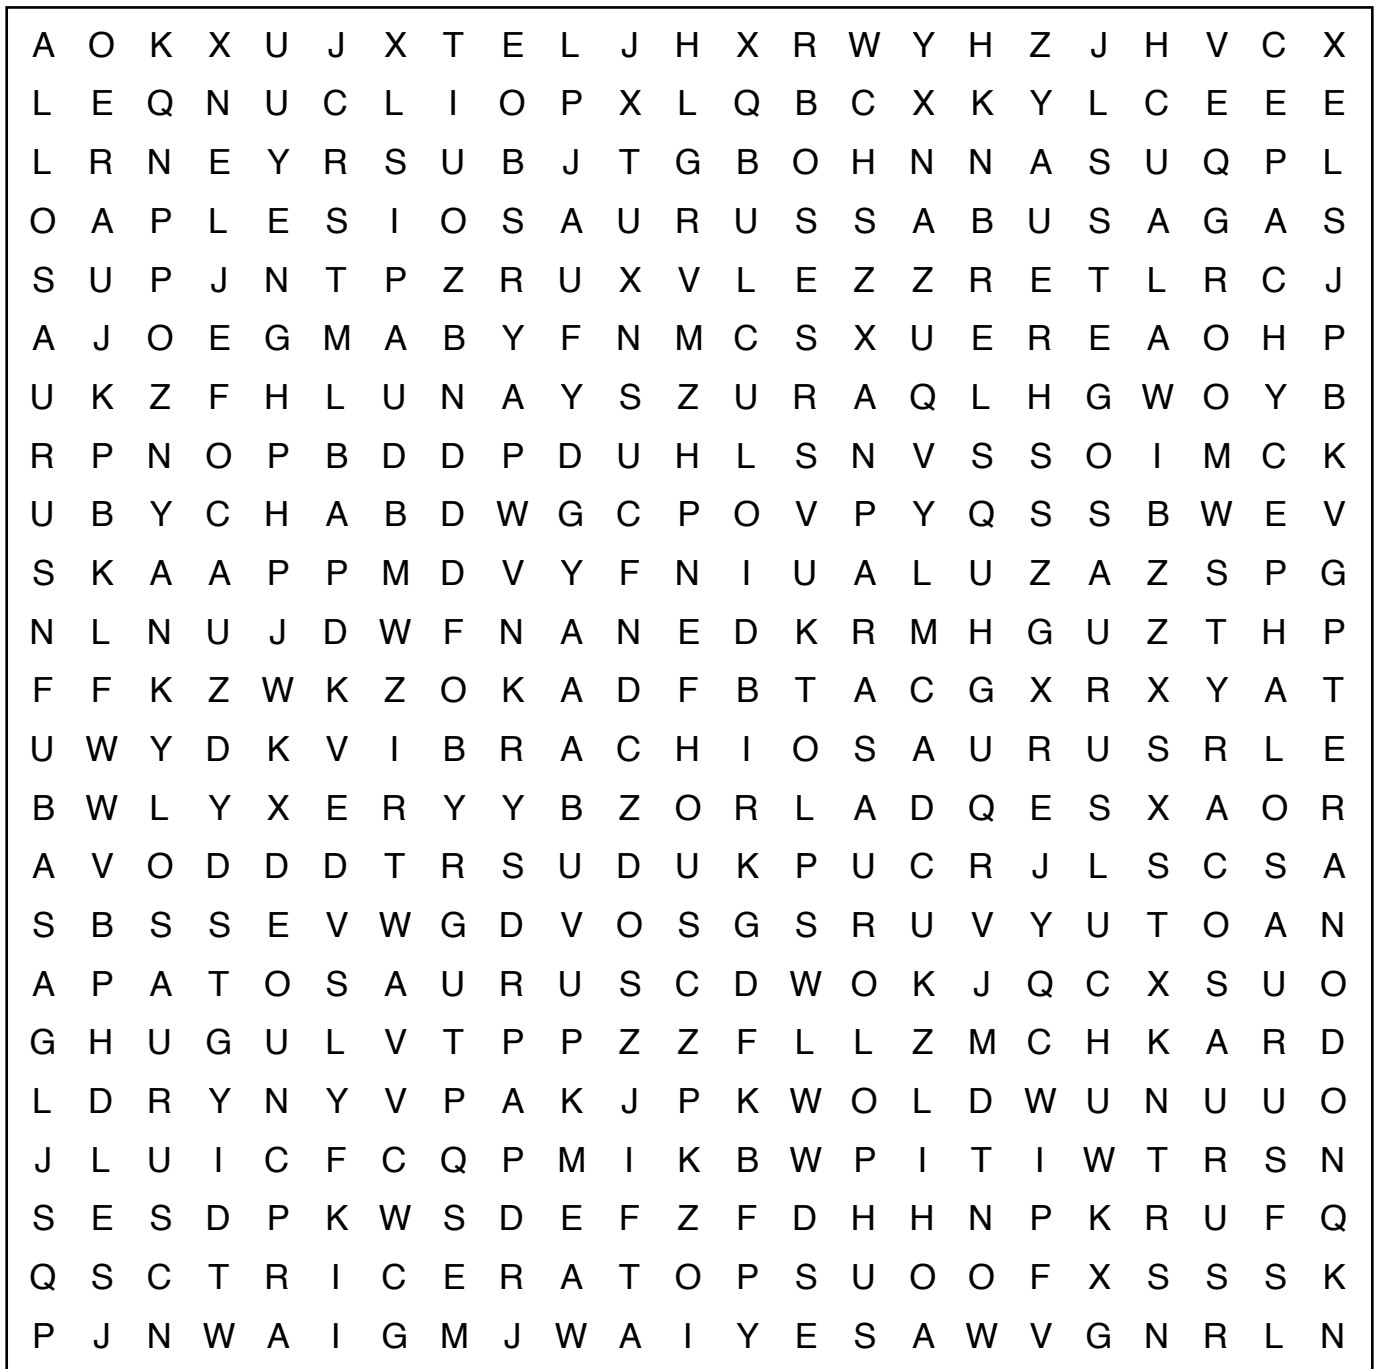 A O K X U J X T E L J H X R W Y H Z J H V C X
L E Q N U C L I O P X L Q B C X K Y L C E E E
L R N E Y R S U B J T G B O H N N A S U Q P L
O A P L E S I O S A U R U S S A B U S A G A S
S U P J N T P Z R U X V L E Z Z R E T L R C J
A J O E G M A B Y F N M C S X U E R E A O H P
U K Z F H L U N A Y S Z U R A Q L H G W O Y B
R P N O P B D D P D U H L S N V S S O I M C K
U B Y C H A B D W G C P O V P Y Q S S B W E V
S K A A P P M D V Y F N I U A L U Z A Z S P G
N L N U J D W F N A N E D K R M H G U Z T H P
F F K Z W K Z O K A D F B T A C G X R X Y A T
U W Y D K V I B R A C H I O S A U R U S R L E
B W L Y X E R Y Y B Z O R L A D Q E S X A O R
A V O D D D T R S U D U K P U C R J L S C S A
S B S S E V W G D V O S G S R U V Y U T O A N
A P A T O S A U R U S C D W O K J Q C X S U O
G H U G U L V T P P Z Z F L L Z M C H K A R D
L D R Y N Y V P A K J P K W O L D W U N U U O
J L U I C F C Q P M I K B W P I T I W T R S N
S E S D P K W S D E F Z F D H H N P K R U F Q
Q S C T R I C E R A T O P S U O O F X S S S K
P J N W A I G M J W A I Y E S A W V G N R L N